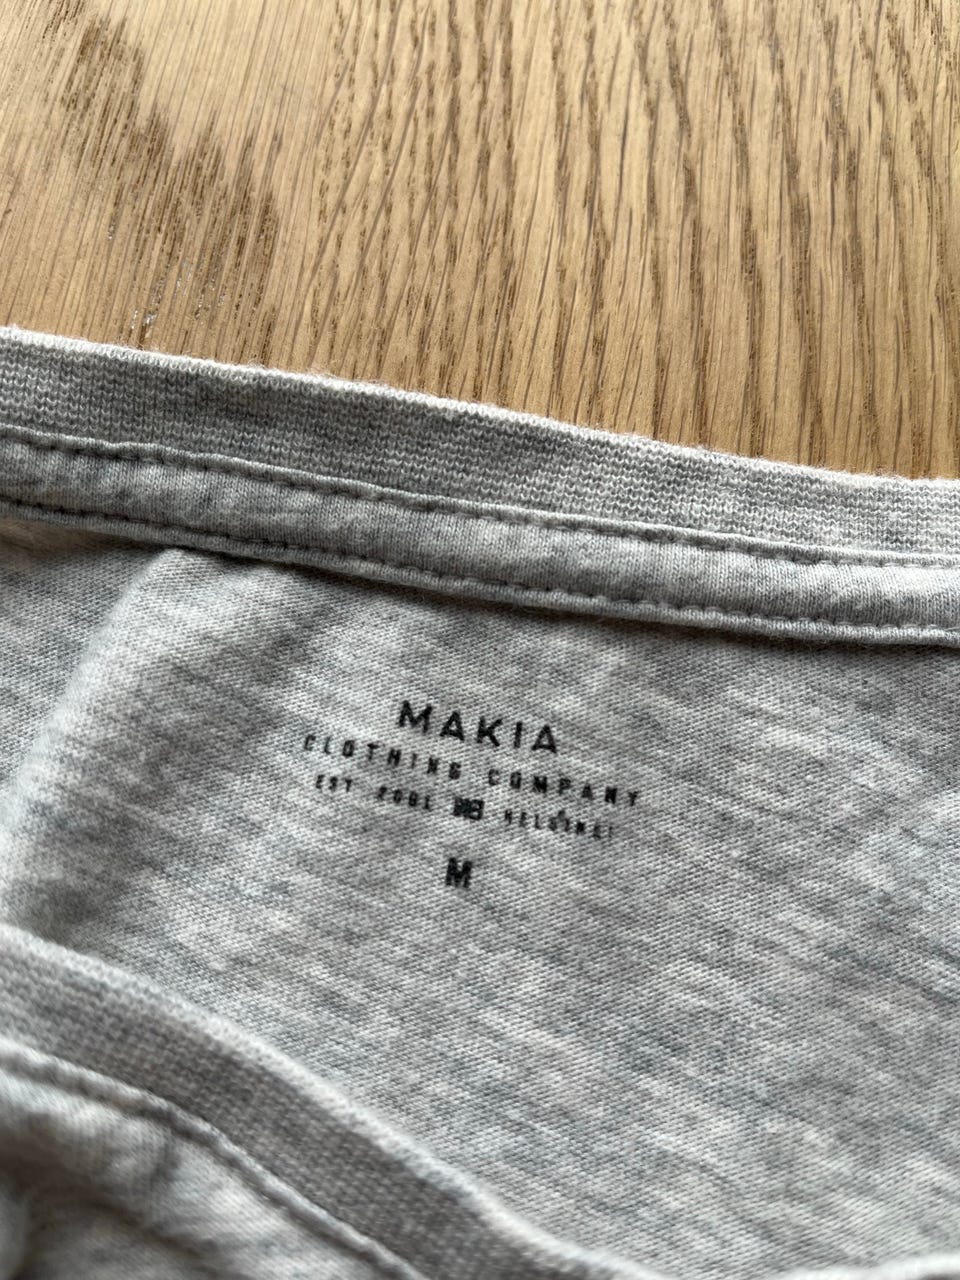 MAKIA
CLOTHING COMPANY
EST 2001 HELSINKI
M